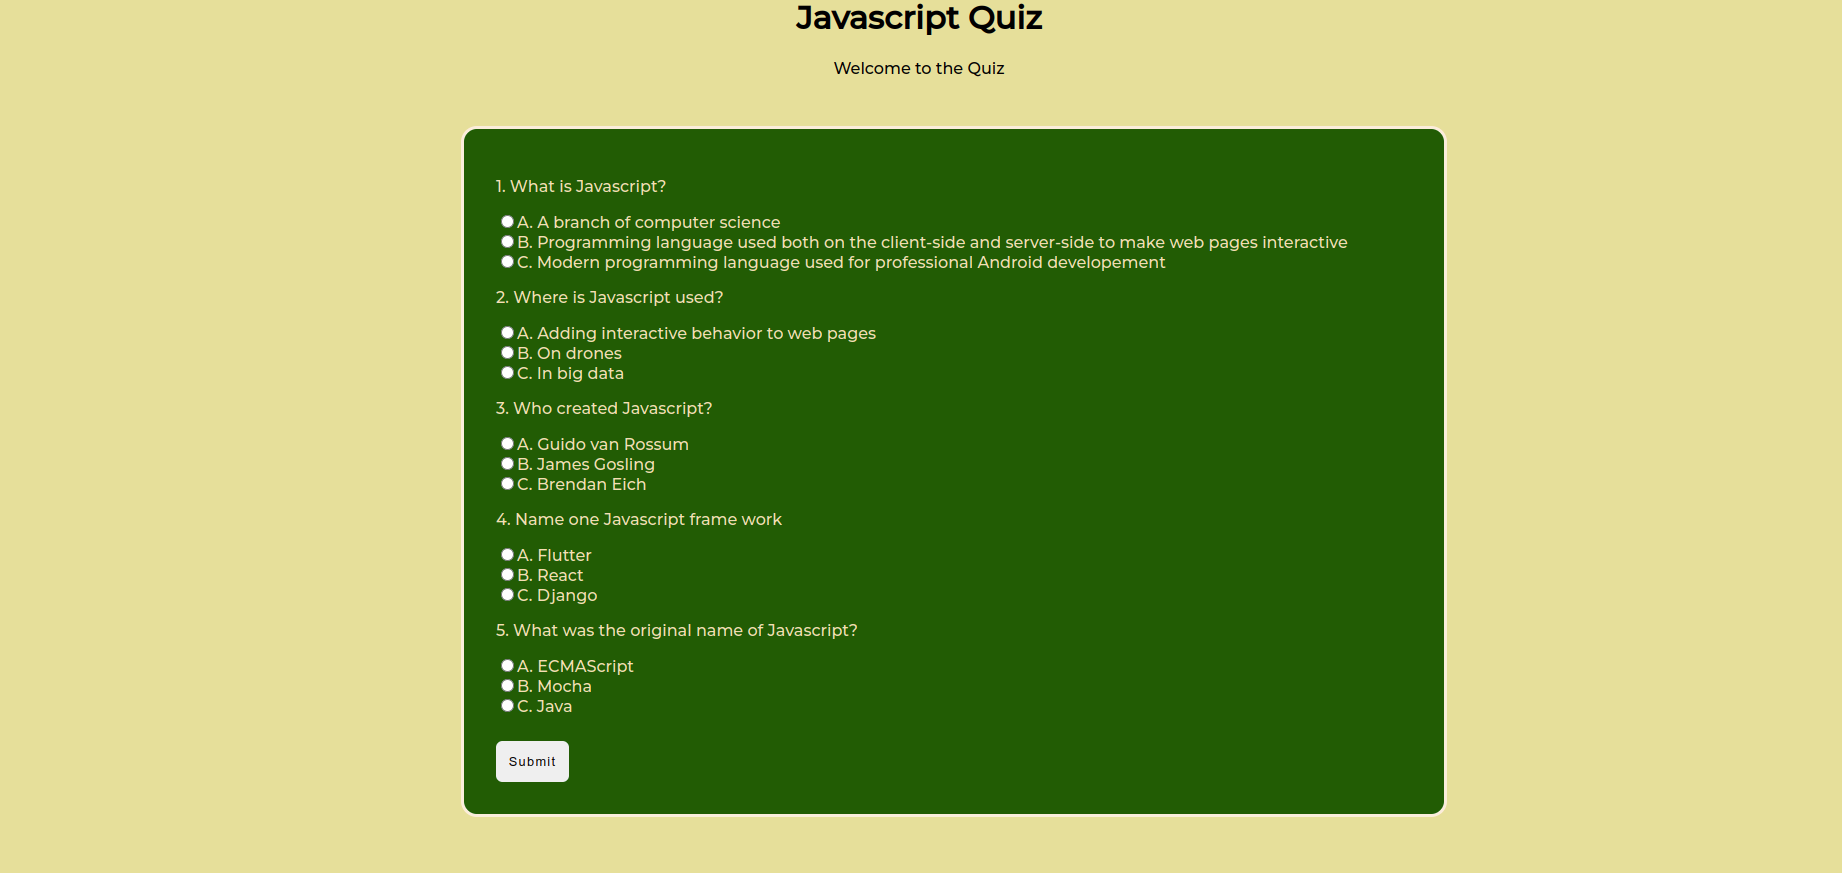 Javascript Quiz
Welcome to the Quiz
1. What is Javascript?
A. A branch of computer science
B. Programming language used both on the client-side and server-side to make web pages interactive
C. Modern programming language used for professional Android developement
2. Where is Javascript used?
A. Adding interactive behavior to web pages
B. On drones
C. In big data
3. Who created Javascript?
A. Guido van Rossum
B. James Gosling
C. Brendan Eich
4. Name one Javascript frame work
A. Flutter
B. React
C. Django
5. What was the original name of Javascript?
A. ECMAScript
B. Mocha
C. Java
Submit